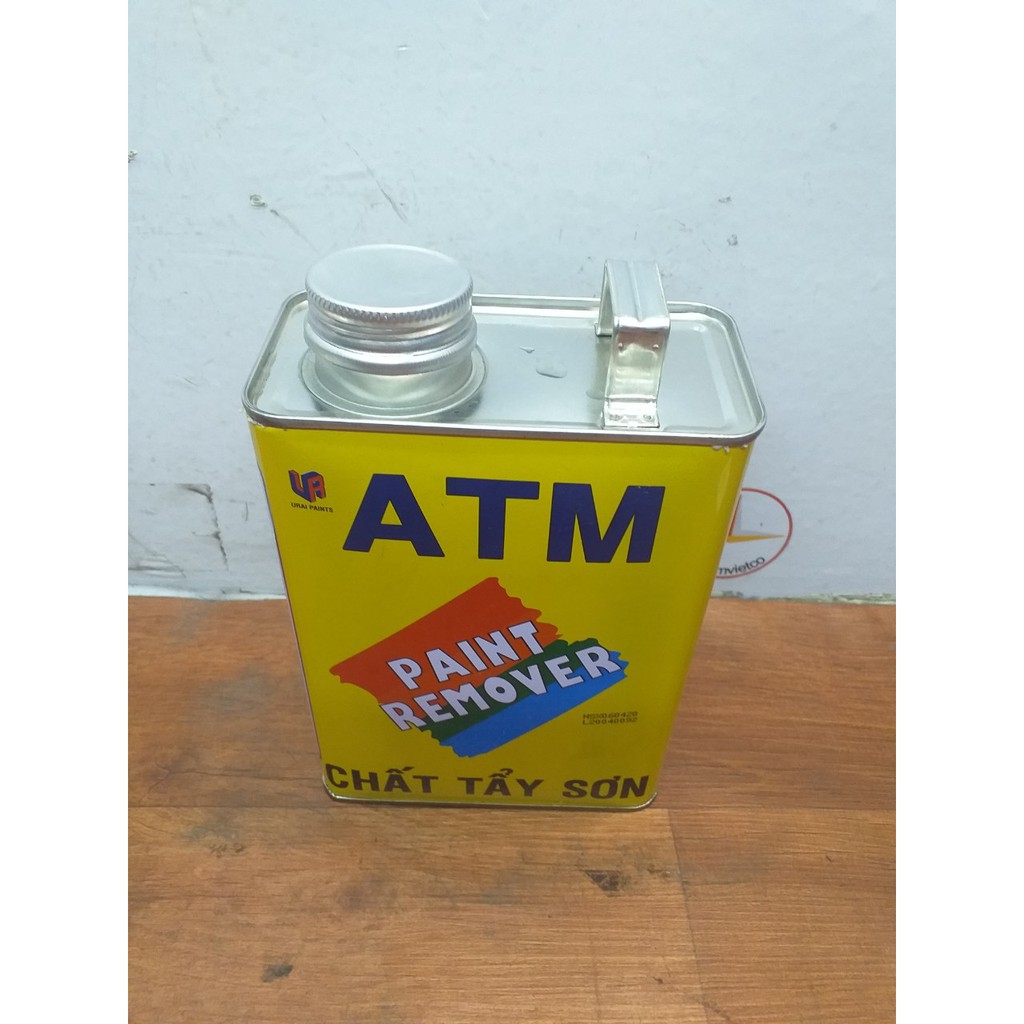 ATM
URAI PAINTS
PAINT
REMOVER
CHẤT TẨY SƠN